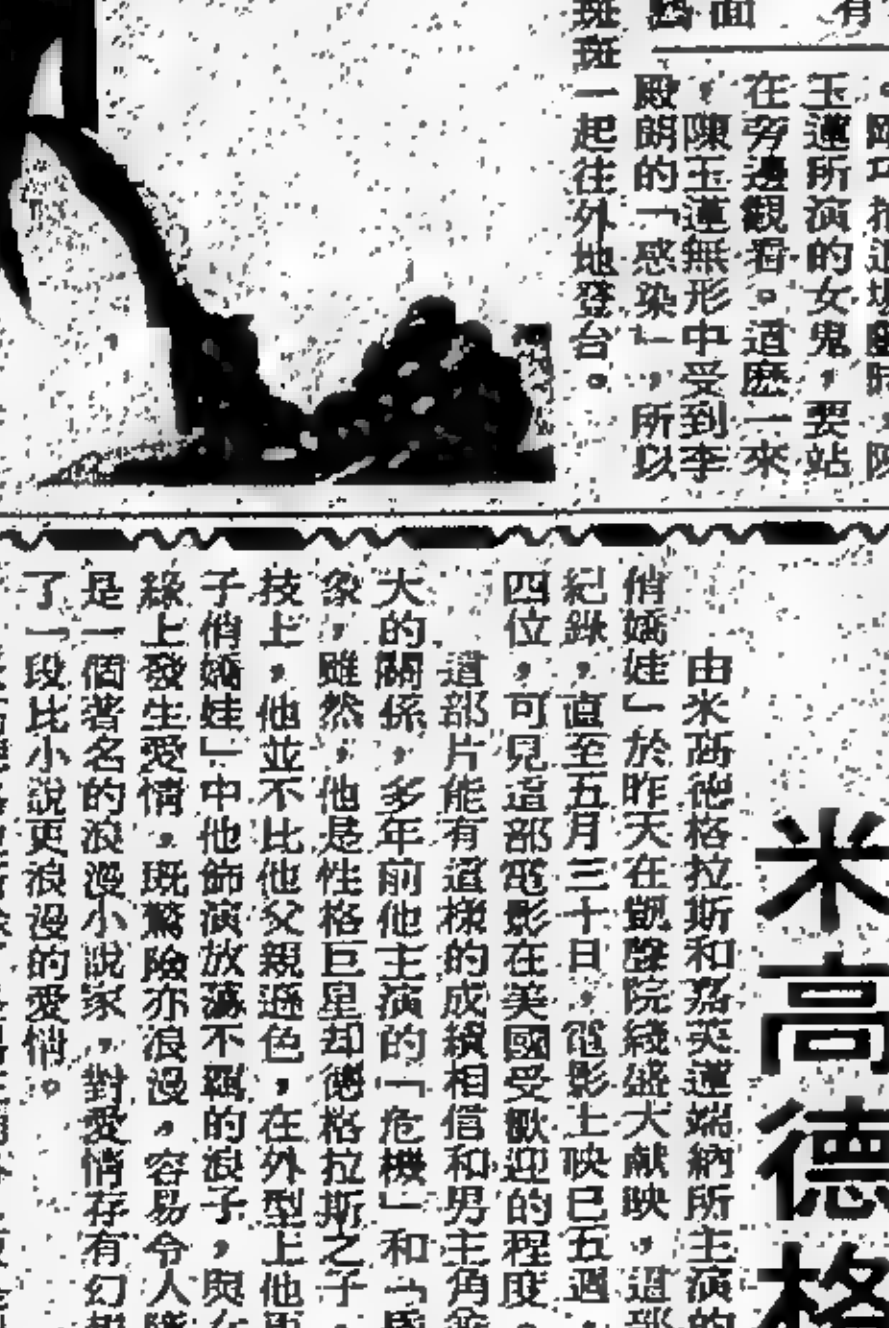 玉蓮所演的女鬼，要站
在旁邊觀看。這麽一來
，陳玉蓮無形中受到李
殿朗的「感染」，所以
斑斑一起往外地登台。
米高德格
由米高德格拉斯和嘉芙蓮端納所主演的
俏嬌娃」於昨天在凱聲院綫盛大献映，這部
紀錄，直至五月三十日，電影上映已五週，
四位，可見這部電影在美國受歡迎的程度。
這部片能有這樣的成績相信和男主角
大的關係，多年前他主演的「危機」和「
象，雖然，他是性格巨星却德格拉斯之子，
技上，他並不比他父親遜色，在外型上他更
子俏嬌娃」中他飾演放蕩不羈的浪子，與女
緣上發生愛情，既驚險亦浪漫，容易令人
是一個著名的浪漫小說家，對愛情存有幻想
了一段比小說更浪漫的愛情。